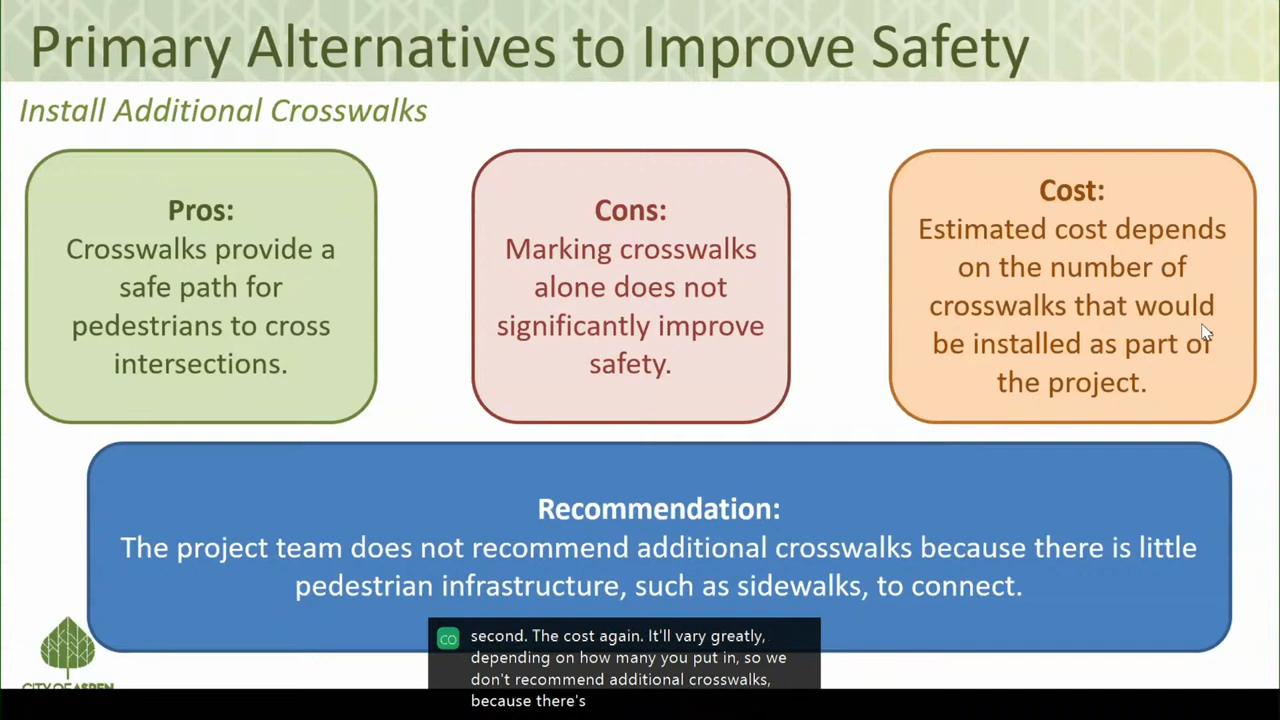 Primary Alternatives to Improve Safety
Install Additional Crosswalks
Pros:
Crosswalks provide a
safe path for
pedestrians to cross
intersections.
Cons:
Marking crosswalks
alone does not
significantly improve
safety.
Cost:
Estimated cost depends
on the number of
crosswalks that would
be installed as part of
the project.
Recommendation:
The project team does not recommend additional crosswalks because there is little
pedestrian infrastructure, such as sidewalks, to connect.
CITY OF ASPEN
CO
second. The cost again. It'll vary greatly,
depending on how many you put in, so we
don't recommend additional crosswalks,
because there's